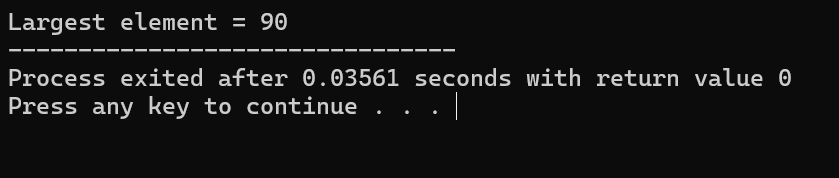 Largest element = 90
--------------------------------
Process exited after 0.03561 seconds with return value 0
Press any key to continue . . .